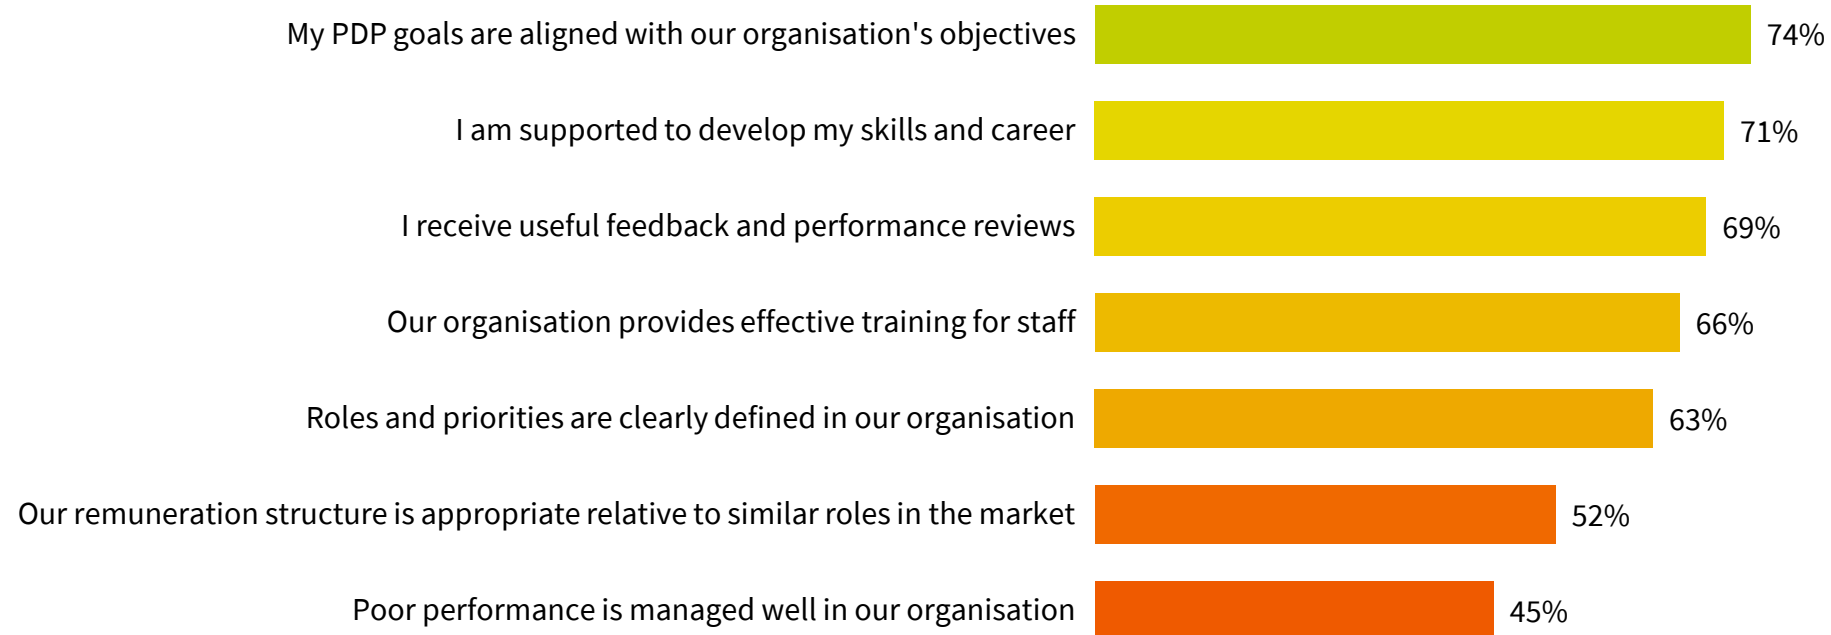 My PDP goals are aligned with our organisation's objectives 74%
I am supported to develop my skills and career 71%
I receive useful feedback and performance reviews 69%
Our organisation provides effective training for staff 66%
Roles and priorities are clearly defined in our organisation 63%
Our remuneration structure is appropriate relative to similar roles in the market 52%
Poor performance is managed well in our organisation 45%